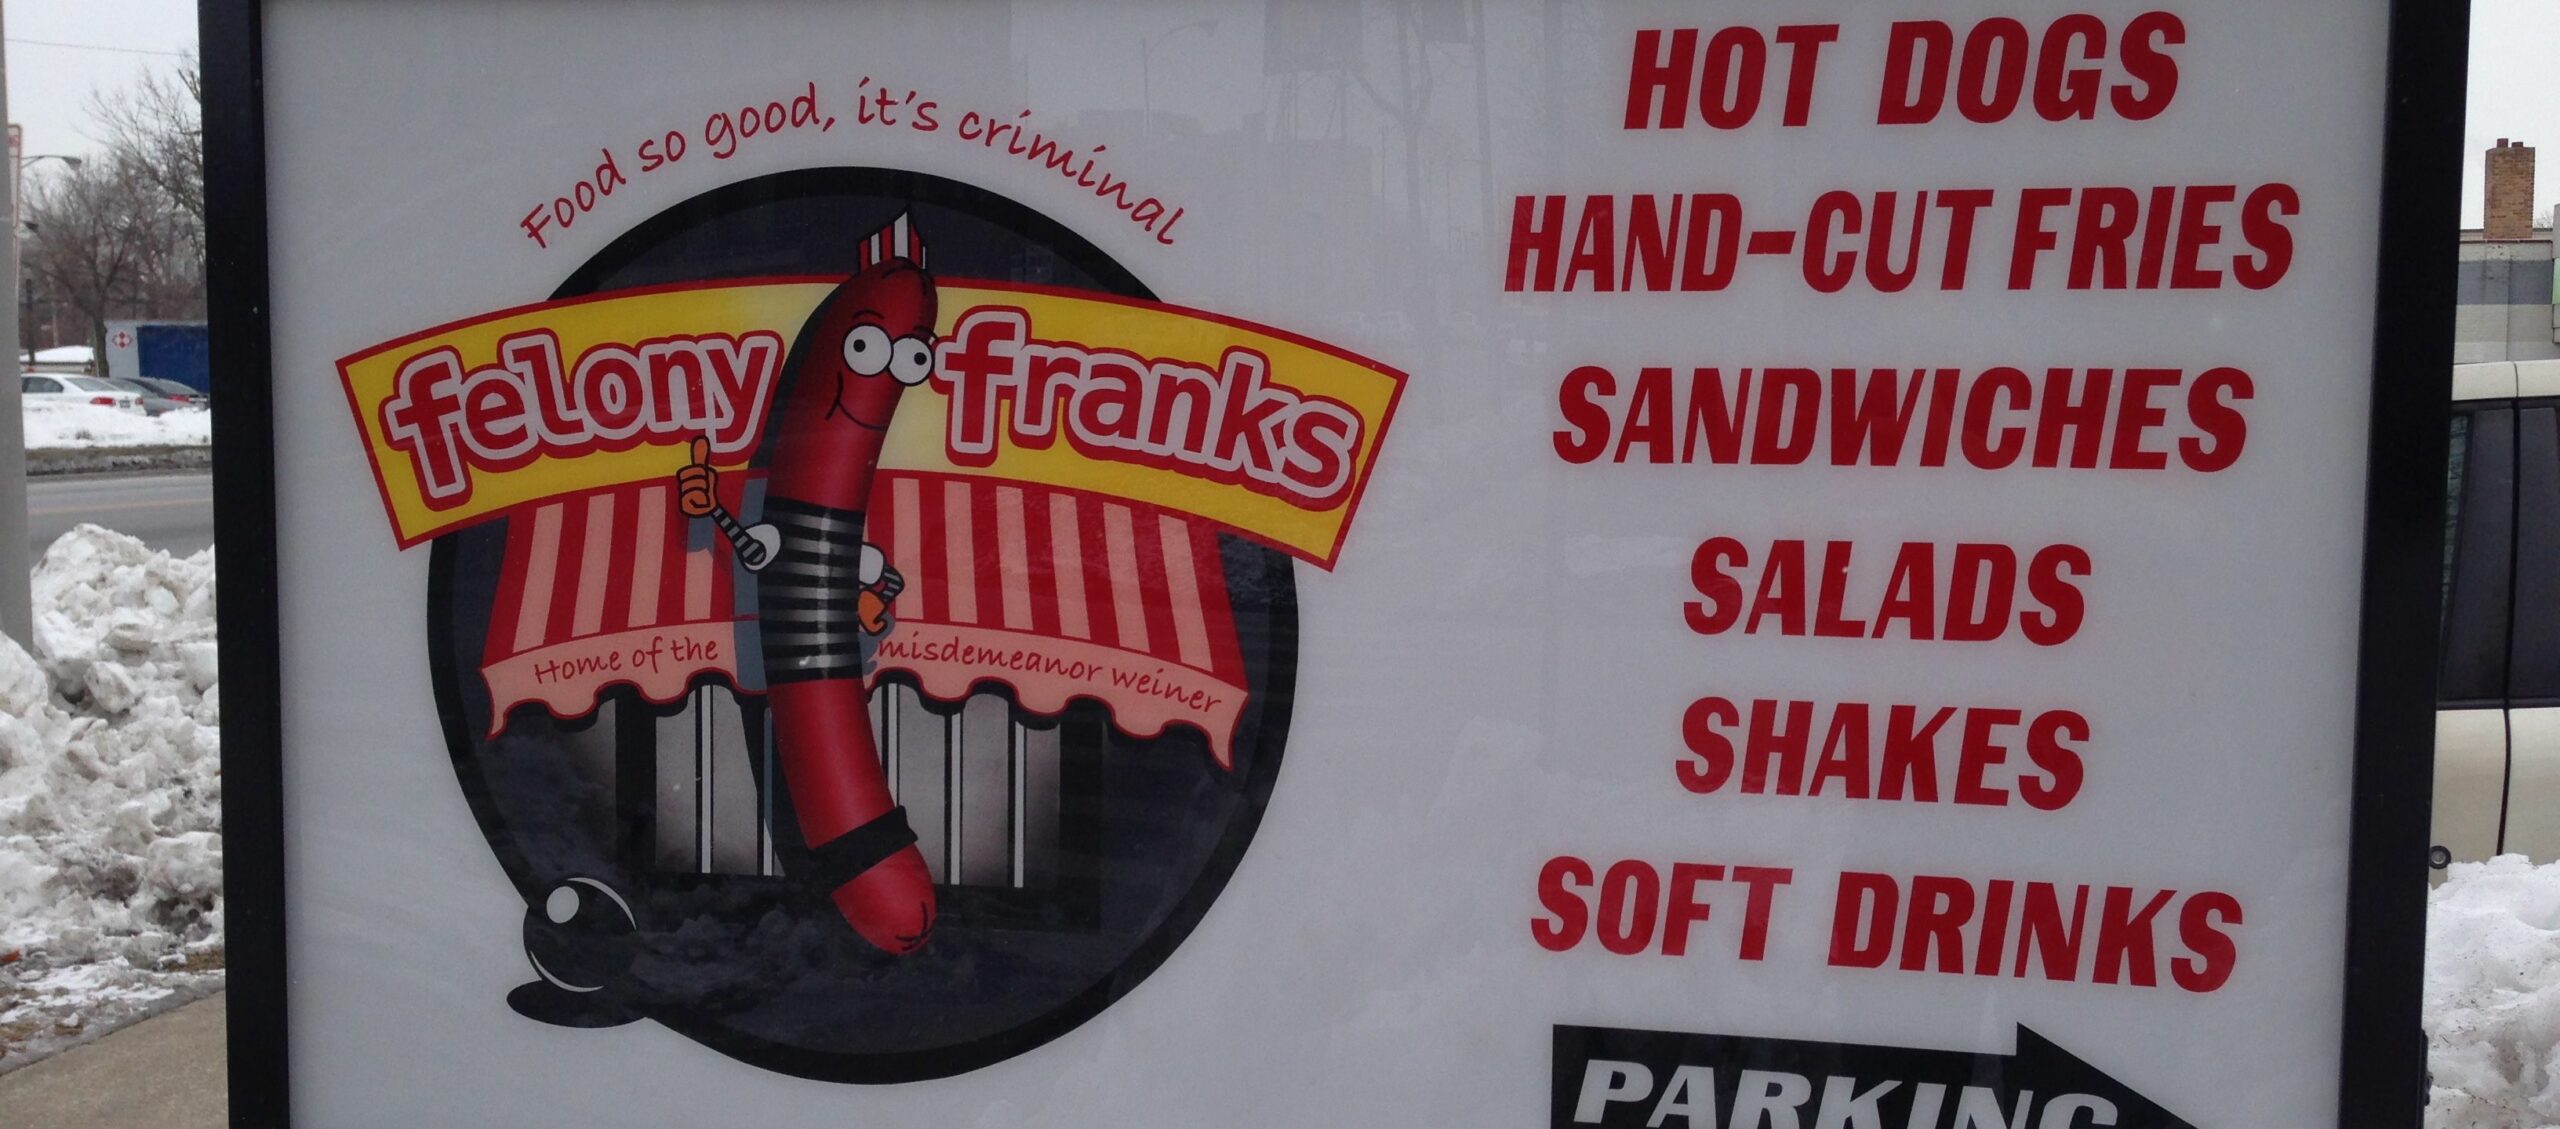 Food so good, it's criminal
felony franks
Home of the misdemeanor weiner
HOT DOGS
HAND-CUT FRIES
SANDWICHES
SALADS
SHAKES
SOFT DRINKS
PARKING